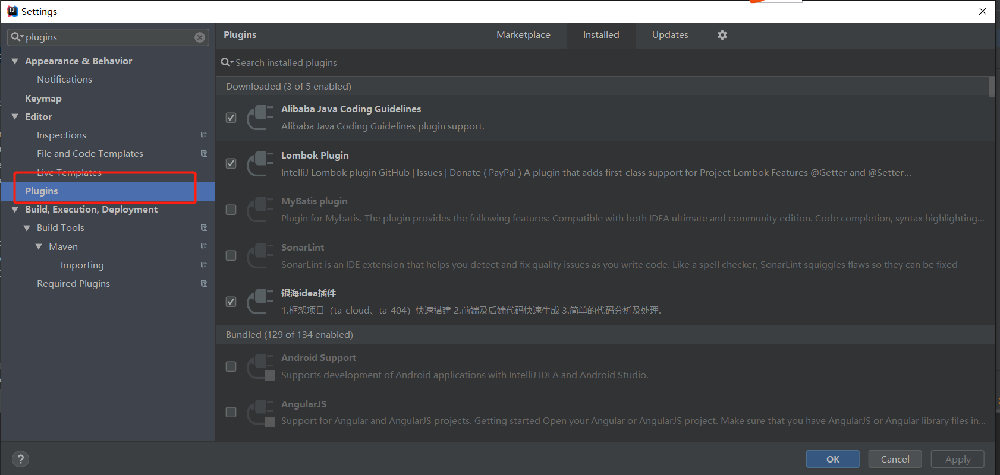 Settings
plugins
Appearance & Behavior
Notifications
Keymap
Editor
Inspections
File and Code Templates
Live Templates
Plugins
Build, Execution, Deployment
Build Tools
Maven
Importing
Required Plugins
Plugins
Marketplace
Installed
Updates
Search installed plugins
Downloaded (3 of 5 enabled)
Alibaba Java Coding Guidelines
Alibaba Java Coding Guidelines plugin support.
Lombok Plugin
IntelliJ Lombok plugin GitHub | Issues | Donate ( PayPal ) A plugin that adds first-class support for Project Lombok Features @Getter and @Setter...
MyBatis plugin
Plugin for Mybatis. The plugin provides the following features: Compatible with both IDEA ultimate and community edition. Code completion, syntax highlighting...
SonarLint
SonarLint is an IDE extension that helps you detect and fix quality issues as you write code. Like a spell checker, SonarLint squiggles flaws so they can be fixed
银海idea插件
1.框架项目（ta-cloud、ta-404）快速搭建 2.前端及后端代码快速生成 3.简单的代码分析及处理.
Bundled (129 of 134 enabled)
Android Support
Supports development of Android applications with IntelliJ IDEA and Android Studio.
AngularJS
Support for Angular and AngularJS projects. Getting started Open your Angular or AngularJS project. Make sure that you have AngularJS or Angular library files in...
?
OK
Cancel
Apply